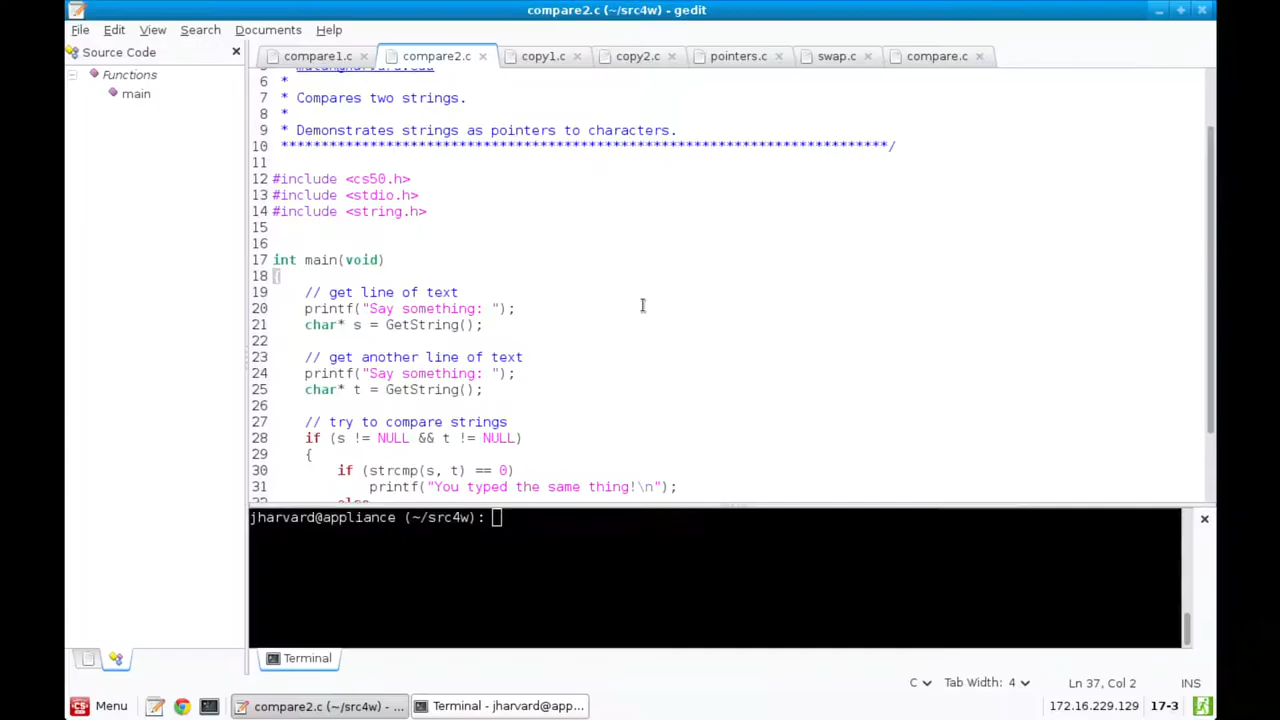 compare2.c (~/src4w) - gedit
File Edit View Search Documents Help
Source Code
Functions
main
compare1.c compare2.c copy1.c copy2.c pointers.c swap.c compare.c
6 *
7 * Compares two strings.
8 *
9 * Demonstrates strings as pointers to characters.
10 ***************************************************************************/
11
12 #include <cs50.h>
13 #include <stdio.h>
14 #include <string.h>
15
16
17 int main(void)
18 {
19 // get line of text
20 printf("Say something: ");
21 char* s = GetString();
22
23 // get another line of text
24 printf("Say something: ");
25 char* t = GetString();
26
27 // try to compare strings
28 if (s != NULL && t != NULL)
29 {
30 if (strcmp(s, t) == 0)
31 printf("You typed the same thing!\n");
jharvard@appliance (~/src4w):
Terminal
C Tab Width: 4 Ln 37, Col 2 INS
Menu compare2.c (~/src4w) - ... Terminal - jharvard@app... 172.16.229.129 17-3